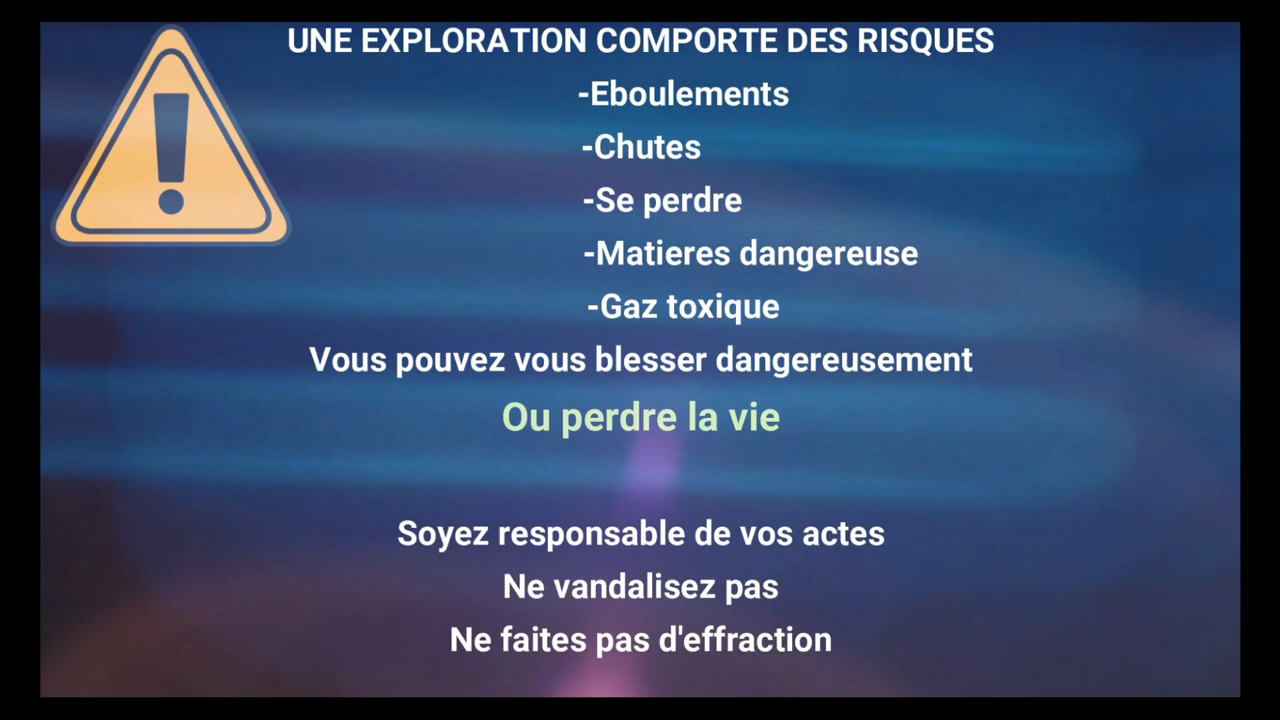 UNE EXPLORATION COMPORTE DES RISQUES
-Eboulements
-Chutes
-Se perdre
-Matieres dangereuse
-Gaz toxique
Vous pouvez vous blesser dangereusement
Ou perdre la vie
Soyez responsable de vos actes
Ne vandalisez pas
Ne faites pas d'effraction